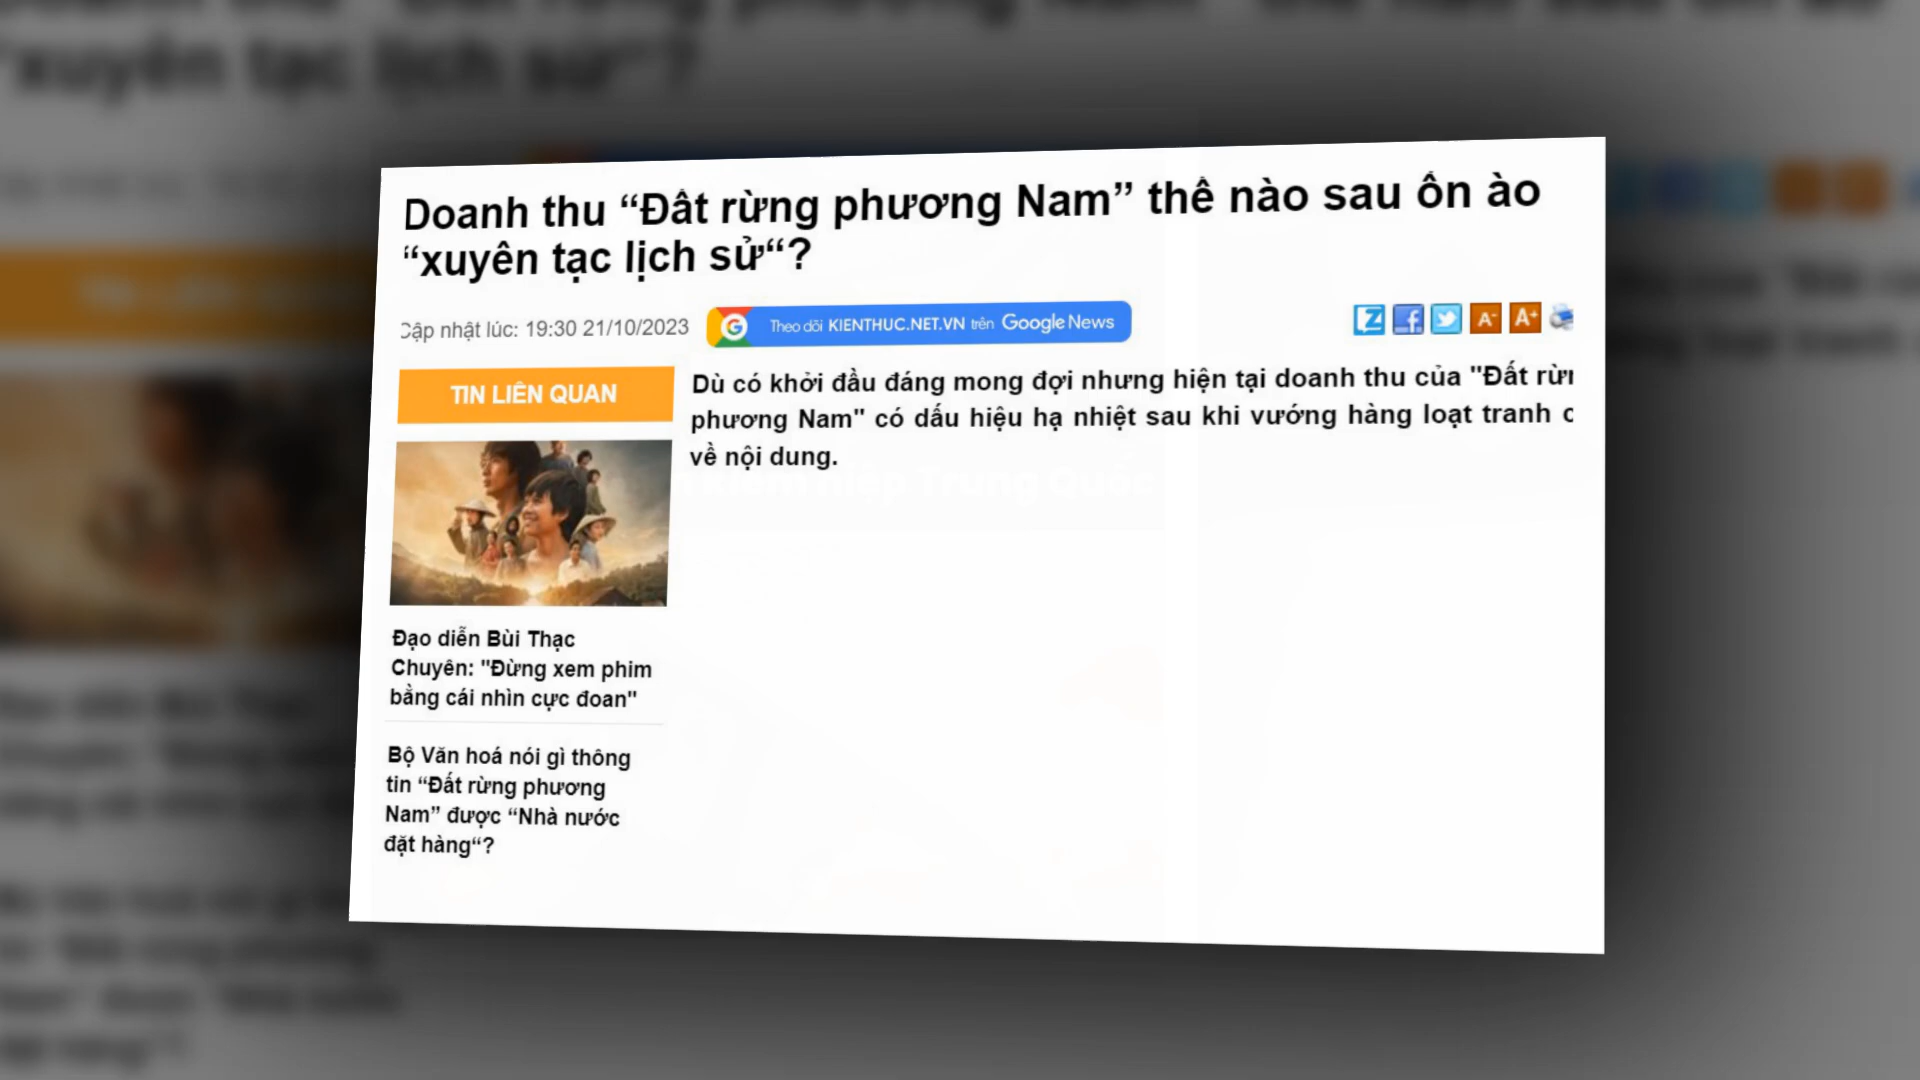 Doanh thu “Đất rừng phương Nam” thế nào sau ồn ào
“xuyên tạc lịch sử“?
Cập nhật lúc: 19:30 21/10/2023
Theo dõi KIENTHUC.NET.VN trên Google News
A-
A+
TIN LIÊN QUAN
Dù có khởi đầu đáng mong đợi nhưng hiện tại doanh thu của "Đất
phương Nam" có dấu hiệu hạ nhiệt sau khi vướng hàng loạt tranh
về nội dung.
Hiệp Trung Quốc
Đạo diễn Bùi Thạc
Chuyên: "Đừng xem phim
bằng cái nhìn cực đoan"
Bộ Văn hoá nói gì thông
tin “Đất rừng phương
Nam” được “Nhà nước
đặt hàng“?